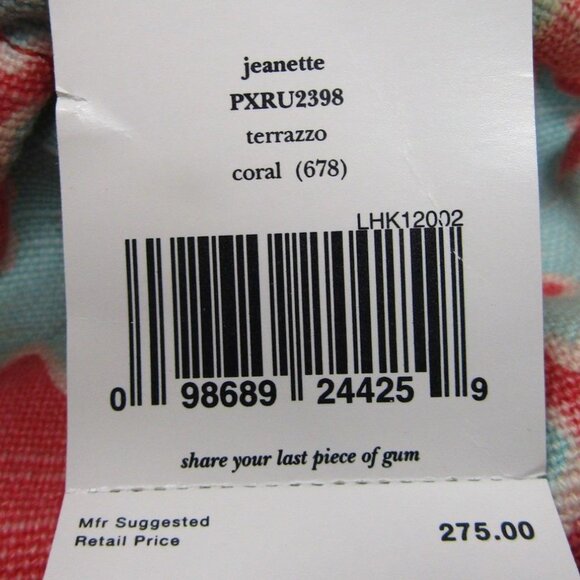 jeanette
PXRU2398
terrazzo
coral (678)
LHK12002
0 98689 24425 9
share your last piece of gum
Mfr Suggested
Retail Price 275.00